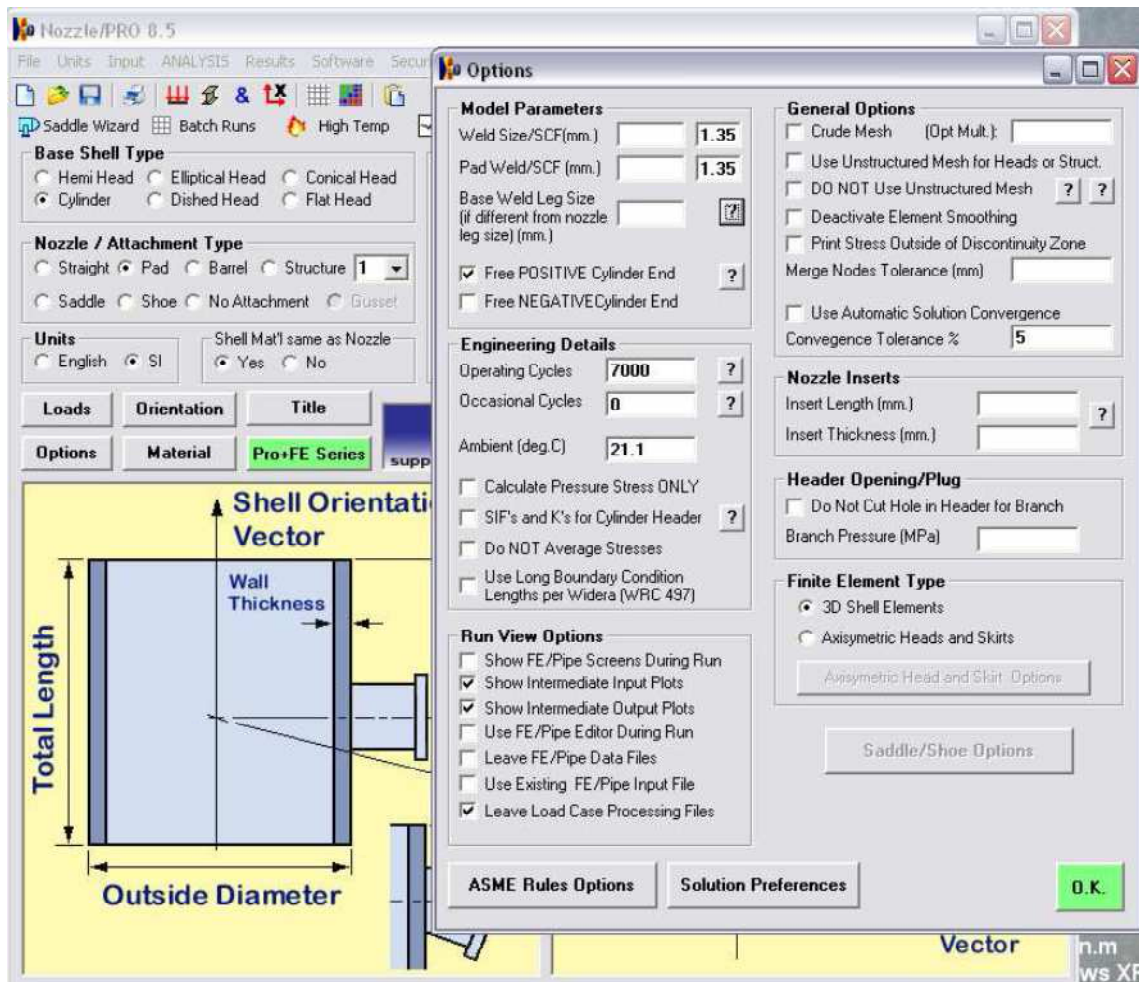 Nozzle/PRO 8.5
File Units Input ANALYSIS Results Software Securi
Saddle Wizard Batch Runs High Temp
Base Shell Type
Hemi Head Elliptical Head Conical Head
Cylinder Dished Head Flat Head
Nozzle / Attachment Type
Straight Pad Barrel Structure 1
Saddle Shoe No Attachment Gusset
Units
English SI
Shell Mat'l same as Nozzle
Yes No
Loads Orientation Title
Options Material Pro+FE Series
supp
Shell Orientati
Vector
Wall
Thickness
Total Length
Outside Diameter
Options
Model Parameters
Weld Size/SCF(mm.) 1.35
Pad Weld/SCF (mm.) 1.35
Base Weld Leg Size
(if different from nozzle
leg size) (mm.)
?
Free POSITIVE Cylinder End ?
Free NEGATIVECylinder End
Engineering Details
Operating Cycles 7000 ?
Occasional Cycles 0 ?
Ambient (deg.C) 21.1
Calculate Pressure Stress ONLY
SIF's and K's for Cylinder Header ?
Do NOT Average Stresses
Use Long Boundary Condition
Lengths per Widera (WRC 497)
Run View Options
Show FE/Pipe Screens During Run
Show Intermediate Input Plots
Show Intermediate Output Plots
Use FE/Pipe Editor During Run
Leave FE/Pipe Data Files
Use Existing FE/Pipe Input File
Leave Load Case Processing Files
General Options
Crude Mesh (Opt Mult.):
Use Unstructured Mesh for Heads or Struct.
DO NOT Use Unstructured Mesh ? ?
Deactivate Element Smoothing
Print Stress Outside of Discontinuity Zone
Merge Nodes Tolerance (mm)
Use Automatic Solution Convergence
Convegence Tolerance % 5
Nozzle Inserts
Insert Length (mm.)
?
Insert Thickness (mm.)
Header Opening/Plug
Do Not Cut Hole in Header for Branch
Branch Pressure (MPa)
Finite Element Type
3D Shell Elements
Axisymetric Heads and Skirts
Axisymetric Head and Skirt Options
Saddle/Shoe Options
ASME Rules Options Solution Preferences O.K.
Vector
n.m
ws XP